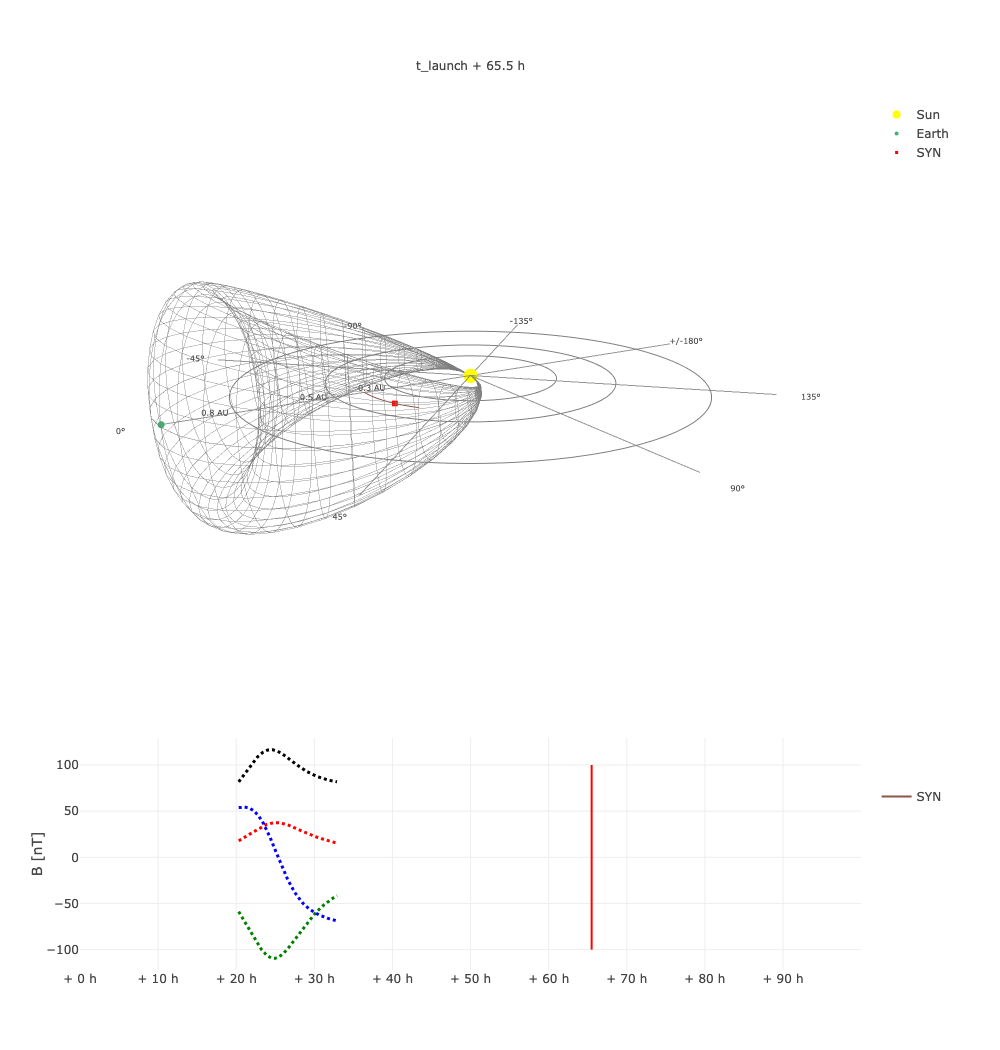 t_launch + 65.5 h
Sun
Earth
SYN
-135°
-90°
+/-180°
-45°
0.3 AU
0.5 AU
135°
0.8 AU
0°
90°
45°
100
50
0
−50
−100
B [nT]
SYN
+ 0 h
+ 10 h
+ 20 h
+ 30 h
+ 40 h
+ 50 h
+ 60 h
+ 70 h
+ 80 h
+ 90 h